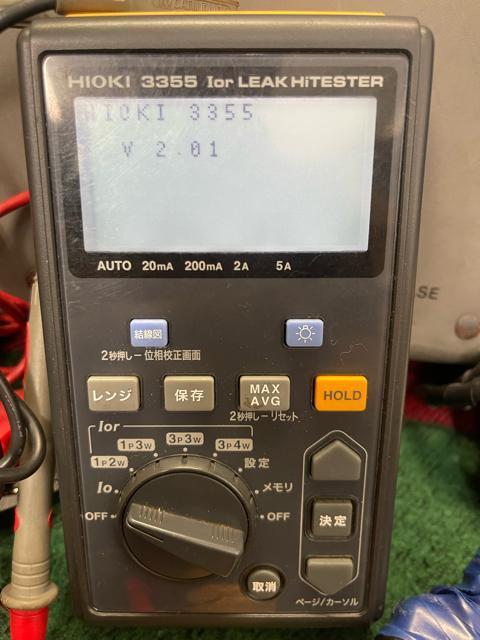 HIOKI 3355 Ior LEAK HiTESTER
HIOKI 3355
V 2.01
AUTO 20mA 200mA 2A 5A
結線図
2秒押し―位相校正画面
レンジ
保存
MAX
AVG
HOLD
2秒押し―リセット
Ior
1P2W
1P3W
3P3W
3P4W
設定
Io
メモリ
OFF
OFF
決定
取消
ページ/カーソル
SE